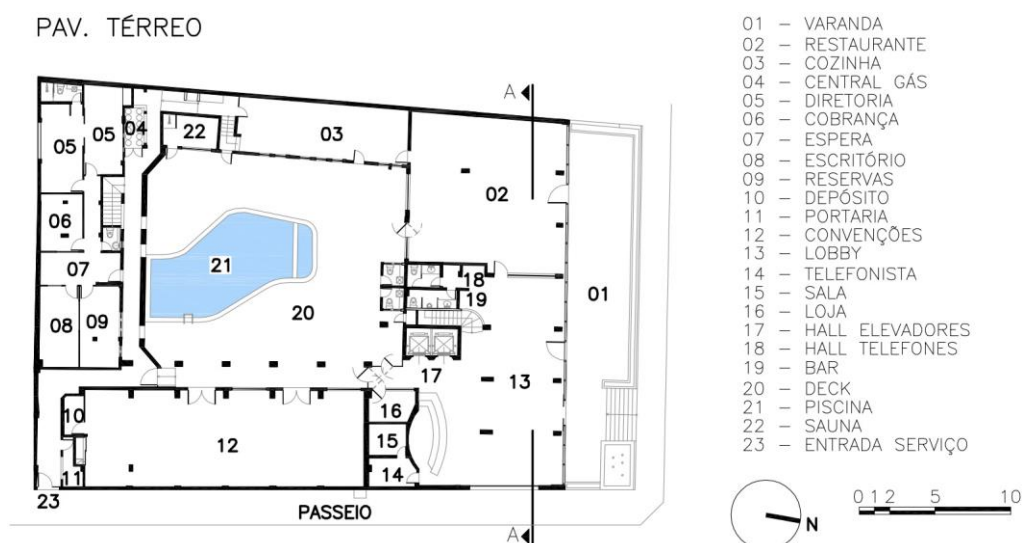 PAV. TÉRREO
A
05
05
04
22
03
02
06
21
07
18
19
01
20
08
09
17
13
10
12
16
15
14
11
23
PASSEIO
A
01 – VARANDA
02 – RESTAURANTE
03 – COZINHA
04 – CENTRAL GÁS
05 – DIRETORIA
06 – COBRANÇA
07 – ESPERA
08 – ESCRITÓRIO
09 – RESERVAS
10 – DEPÓSITO
11 – PORTARIA
12 – CONVENÇÕES
13 – LOBBY
14 – TELEFONISTA
15 – SALA
16 – LOJA
17 – HALL ELEVADORES
18 – HALL TELEFONES
19 – BAR
20 – DECK
21 – PISCINA
22 – SAUNA
23 – ENTRADA SERVIÇO
N
0 1 2 5 10